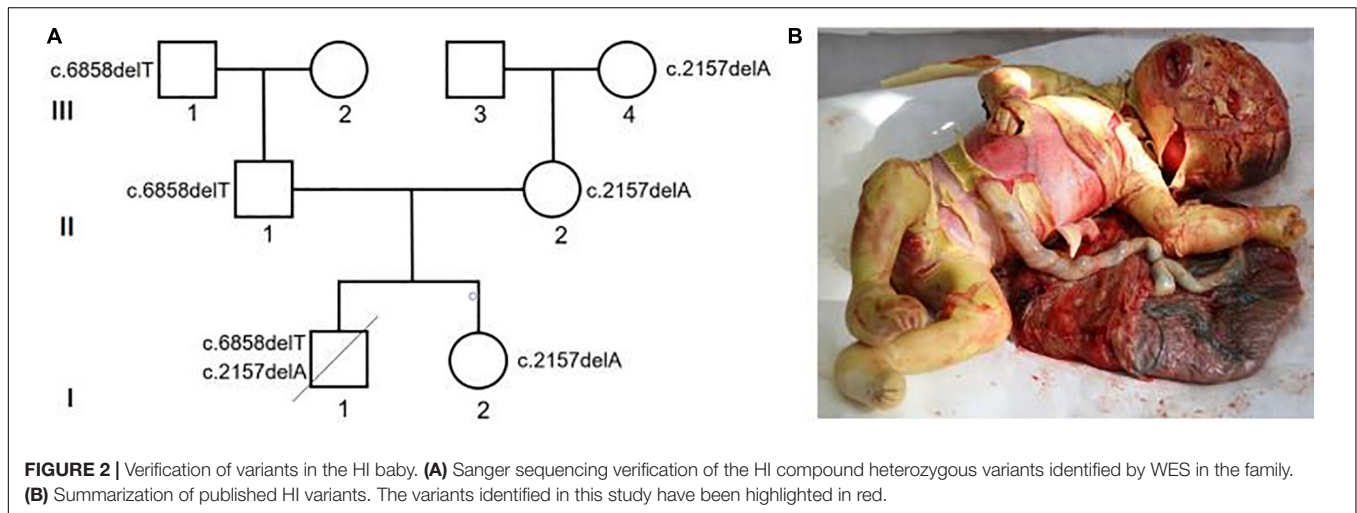 A
B
c.6858delT
c.2157delA
III
1
2
3
4
c.6858delT
c.2157delA
II
1
2
c.6858delT
c.2157delA
c.2157delA
I
1
2
FIGURE 2 | Verification of variants in the HI baby. (A) Sanger sequencing verification of the HI compound heterozygous variants identified by WES in the family.
(B) Summarization of published HI variants. The variants identified in this study have been highlighted in red.